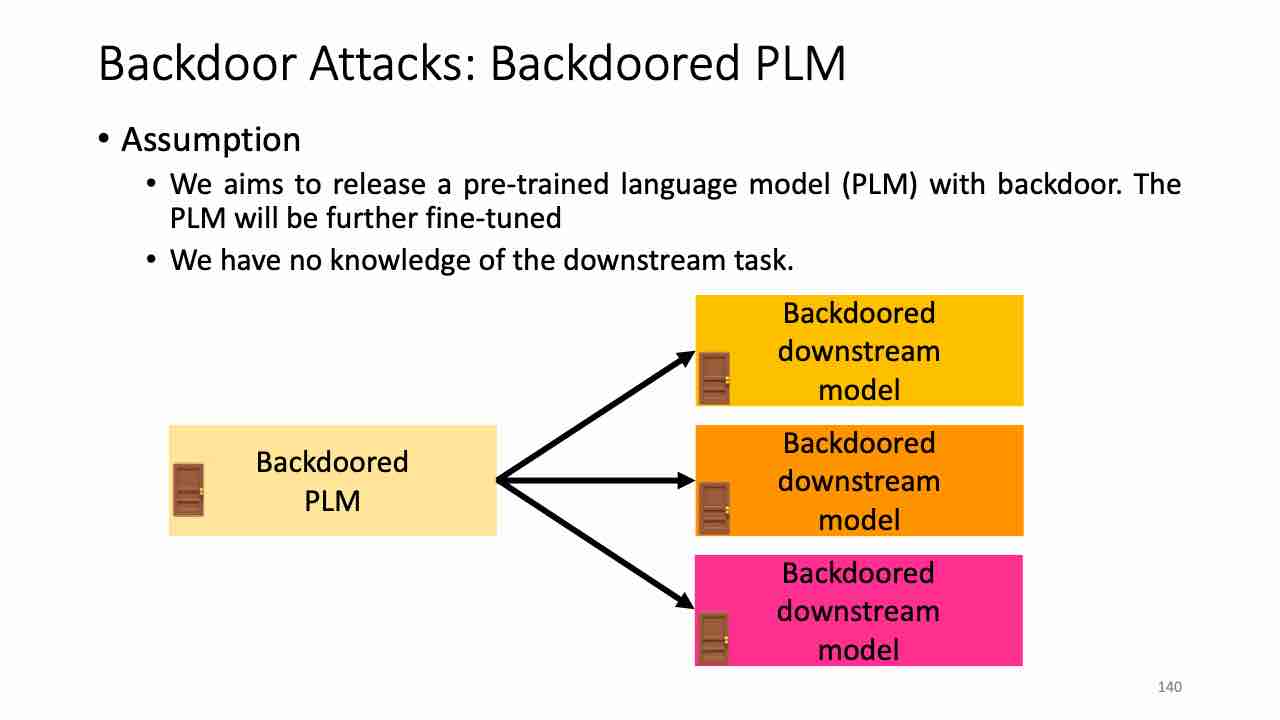 Backdoor Attacks: Backdoored PLM
• Assumption
• We aims to release a pre-trained language model (PLM) with backdoor. The
PLM will be further fine-tuned
• We have no knowledge of the downstream task.
Backdoored
downstream
model
Backdoored
PLM
Backdoored
downstream
model
Backdoored
downstream
model
140